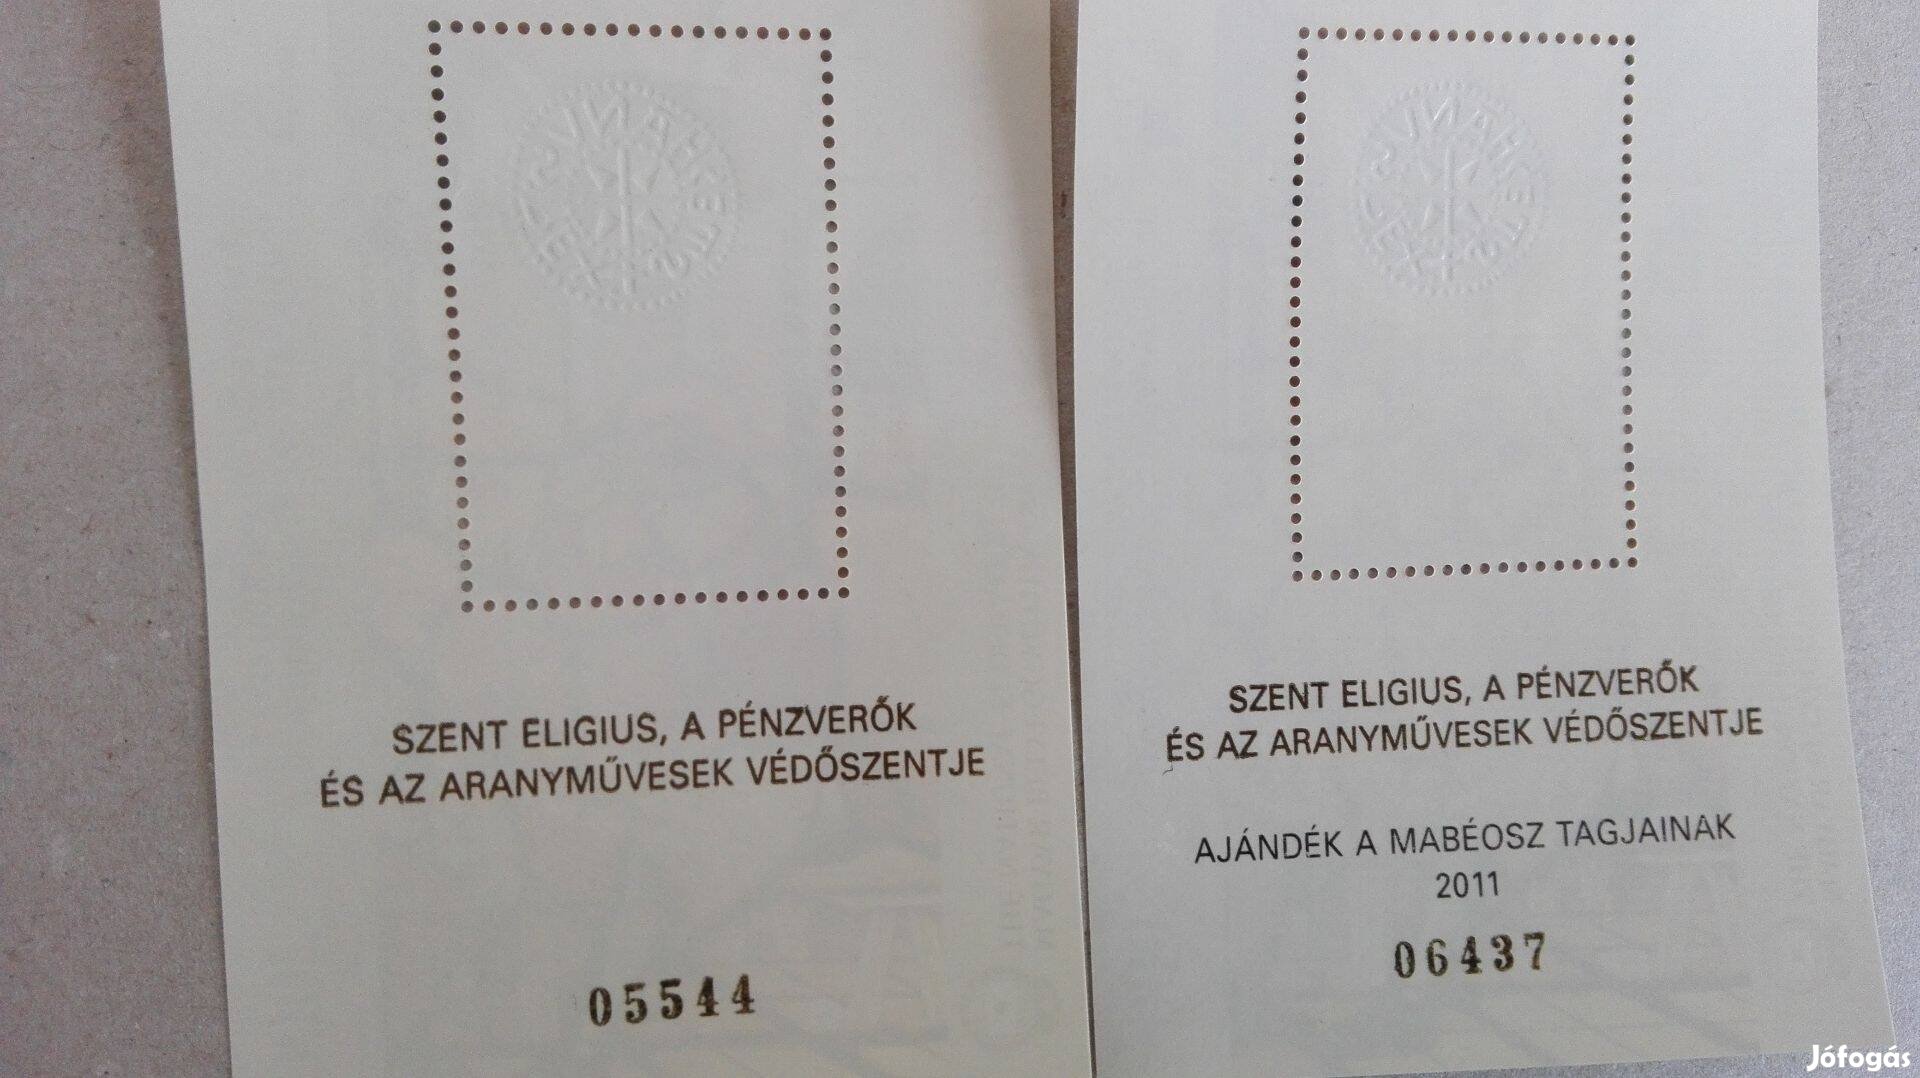 SZENT ELIGIUS, A PÉNZVERŐK
ÉS AZ ARANYMŰVESEK VÉDŐSZENTJE
05544
SZENT ELIGIUS, A PÉNZVERŐK
ÉS AZ ARANYMŰVESEK VÉDŐSZENTJE
AJÁNDÉK A MABÉOSZ TAGJAINAK
2011
06437
Jófogás